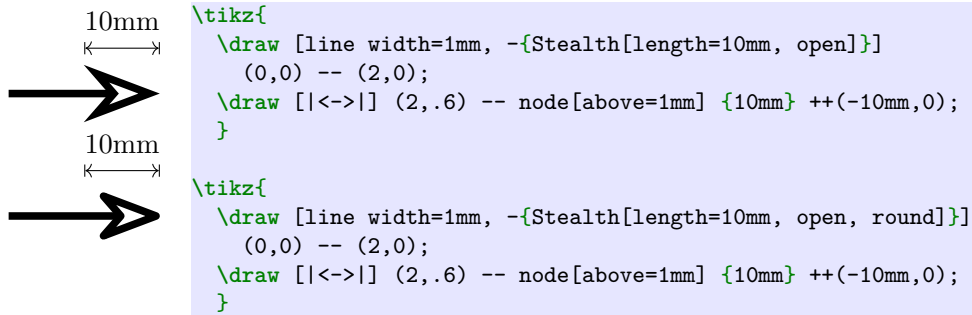 10mm
\tikz{
  \draw [line width=1mm, -{Stealth[length=10mm, open]}]
    (0,0) -- (2,0);
  \draw [|<->|] (2,.6) -- node[above=1mm] {10mm} ++(-10mm,0);
  }
10mm
\tikz{
  \draw [line width=1mm, -{Stealth[length=10mm, open, round]}]
    (0,0) -- (2,0);
  \draw [|<->|] (2,.6) -- node[above=1mm] {10mm} ++(-10mm,0);
  }